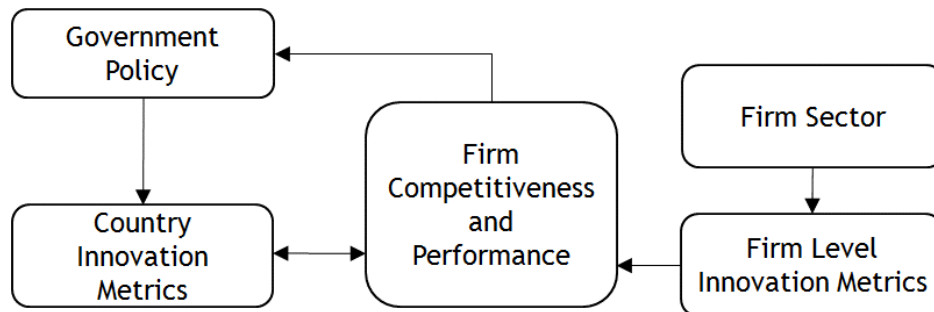 Government
Policy
Country
Innovation
Metrics
Firm
Competitiveness
and
Performance
Firm Sector
Firm Level
Innovation Metrics